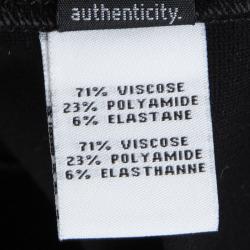 authenticity.
71% VISCOSE
23% POLYAMIDE
6% ELASTANE
71% VISCOSE
23% POLYAMIDE
6% ELASTHANNE